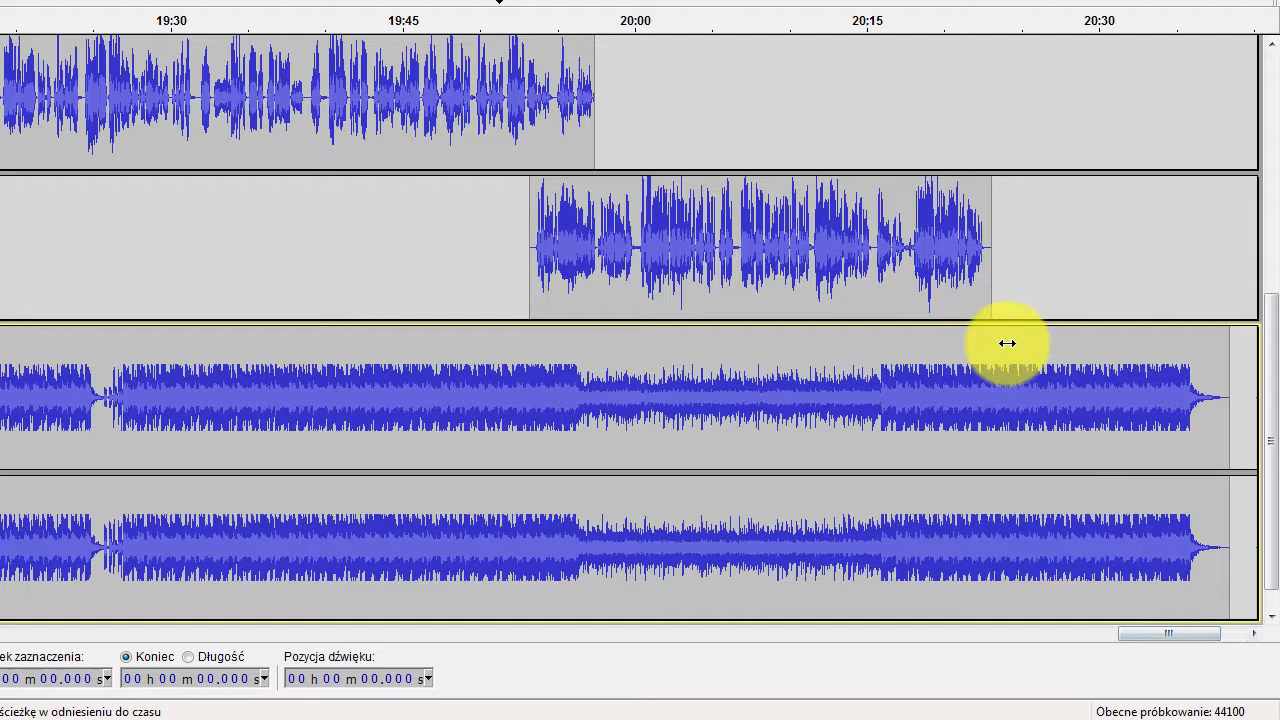 19:30 19:45 20:00 20:15 20:30
ek zaznaczenia: Koniec Długość Pozycja dźwięku:
00 m 00.000 s 00 h 00 m 00.000 s 00 h 00 m 00.000 s
ścieżkę w odniesieniu do czasu Obecne próbkowanie: 44100